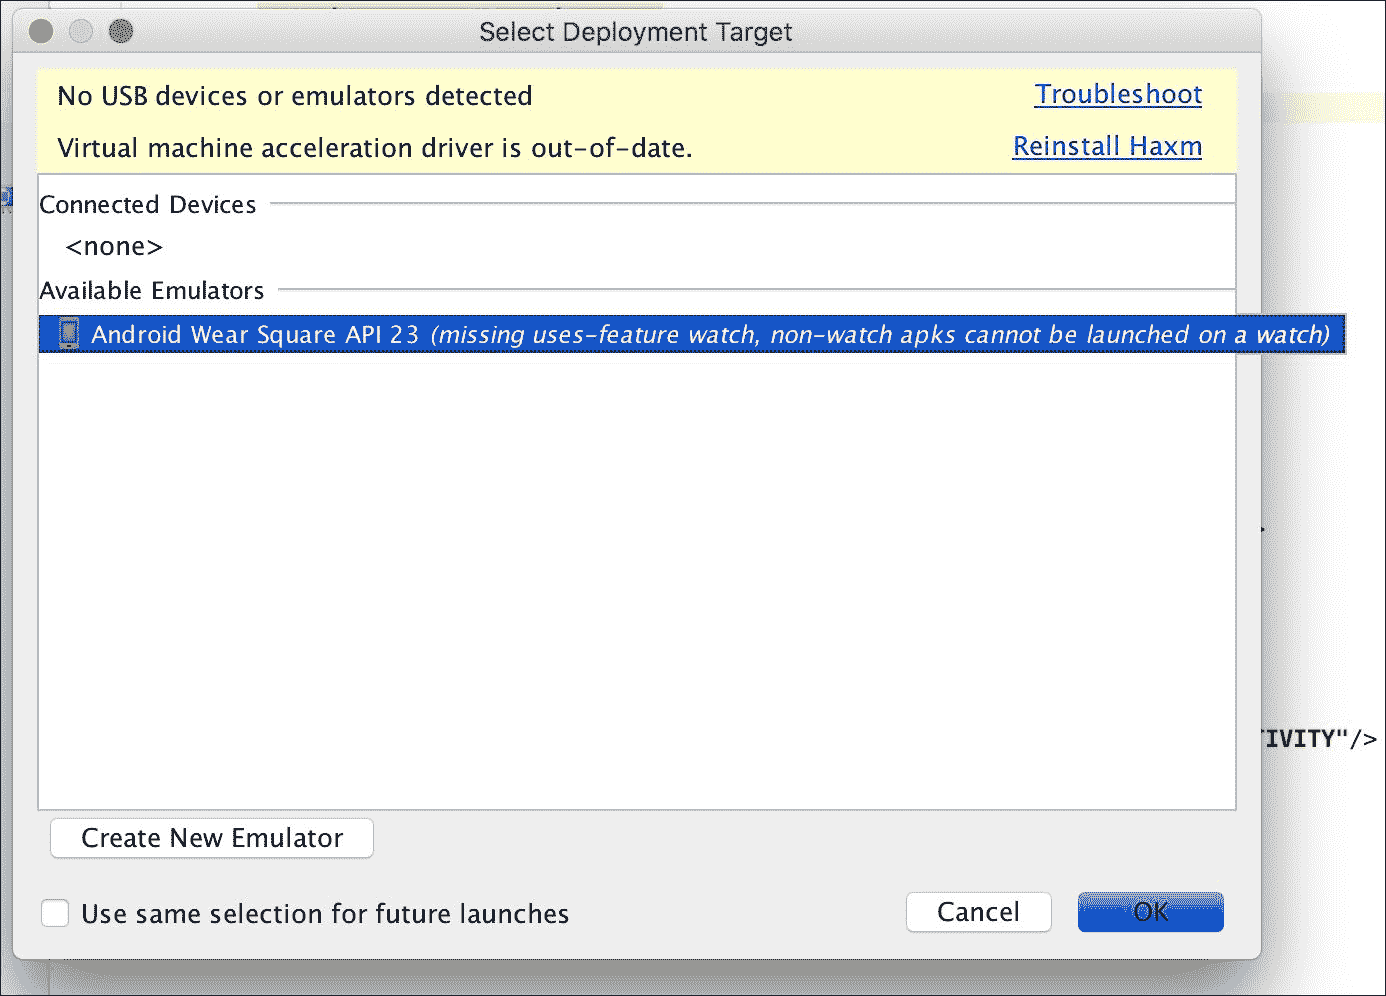 Select Deployment Target
No USB devices or emulators detected
Troubleshoot
Virtual machine acceleration driver is out-of-date.
Reinstall Haxm
Connected Devices
<none>
Available Emulators
Android Wear Square API 23 (missing uses-feature watch, non-watch apks cannot be launched on a watch)
TIVITY"/>
Create New Emulator
Use same selection for future launches
Cancel
OK